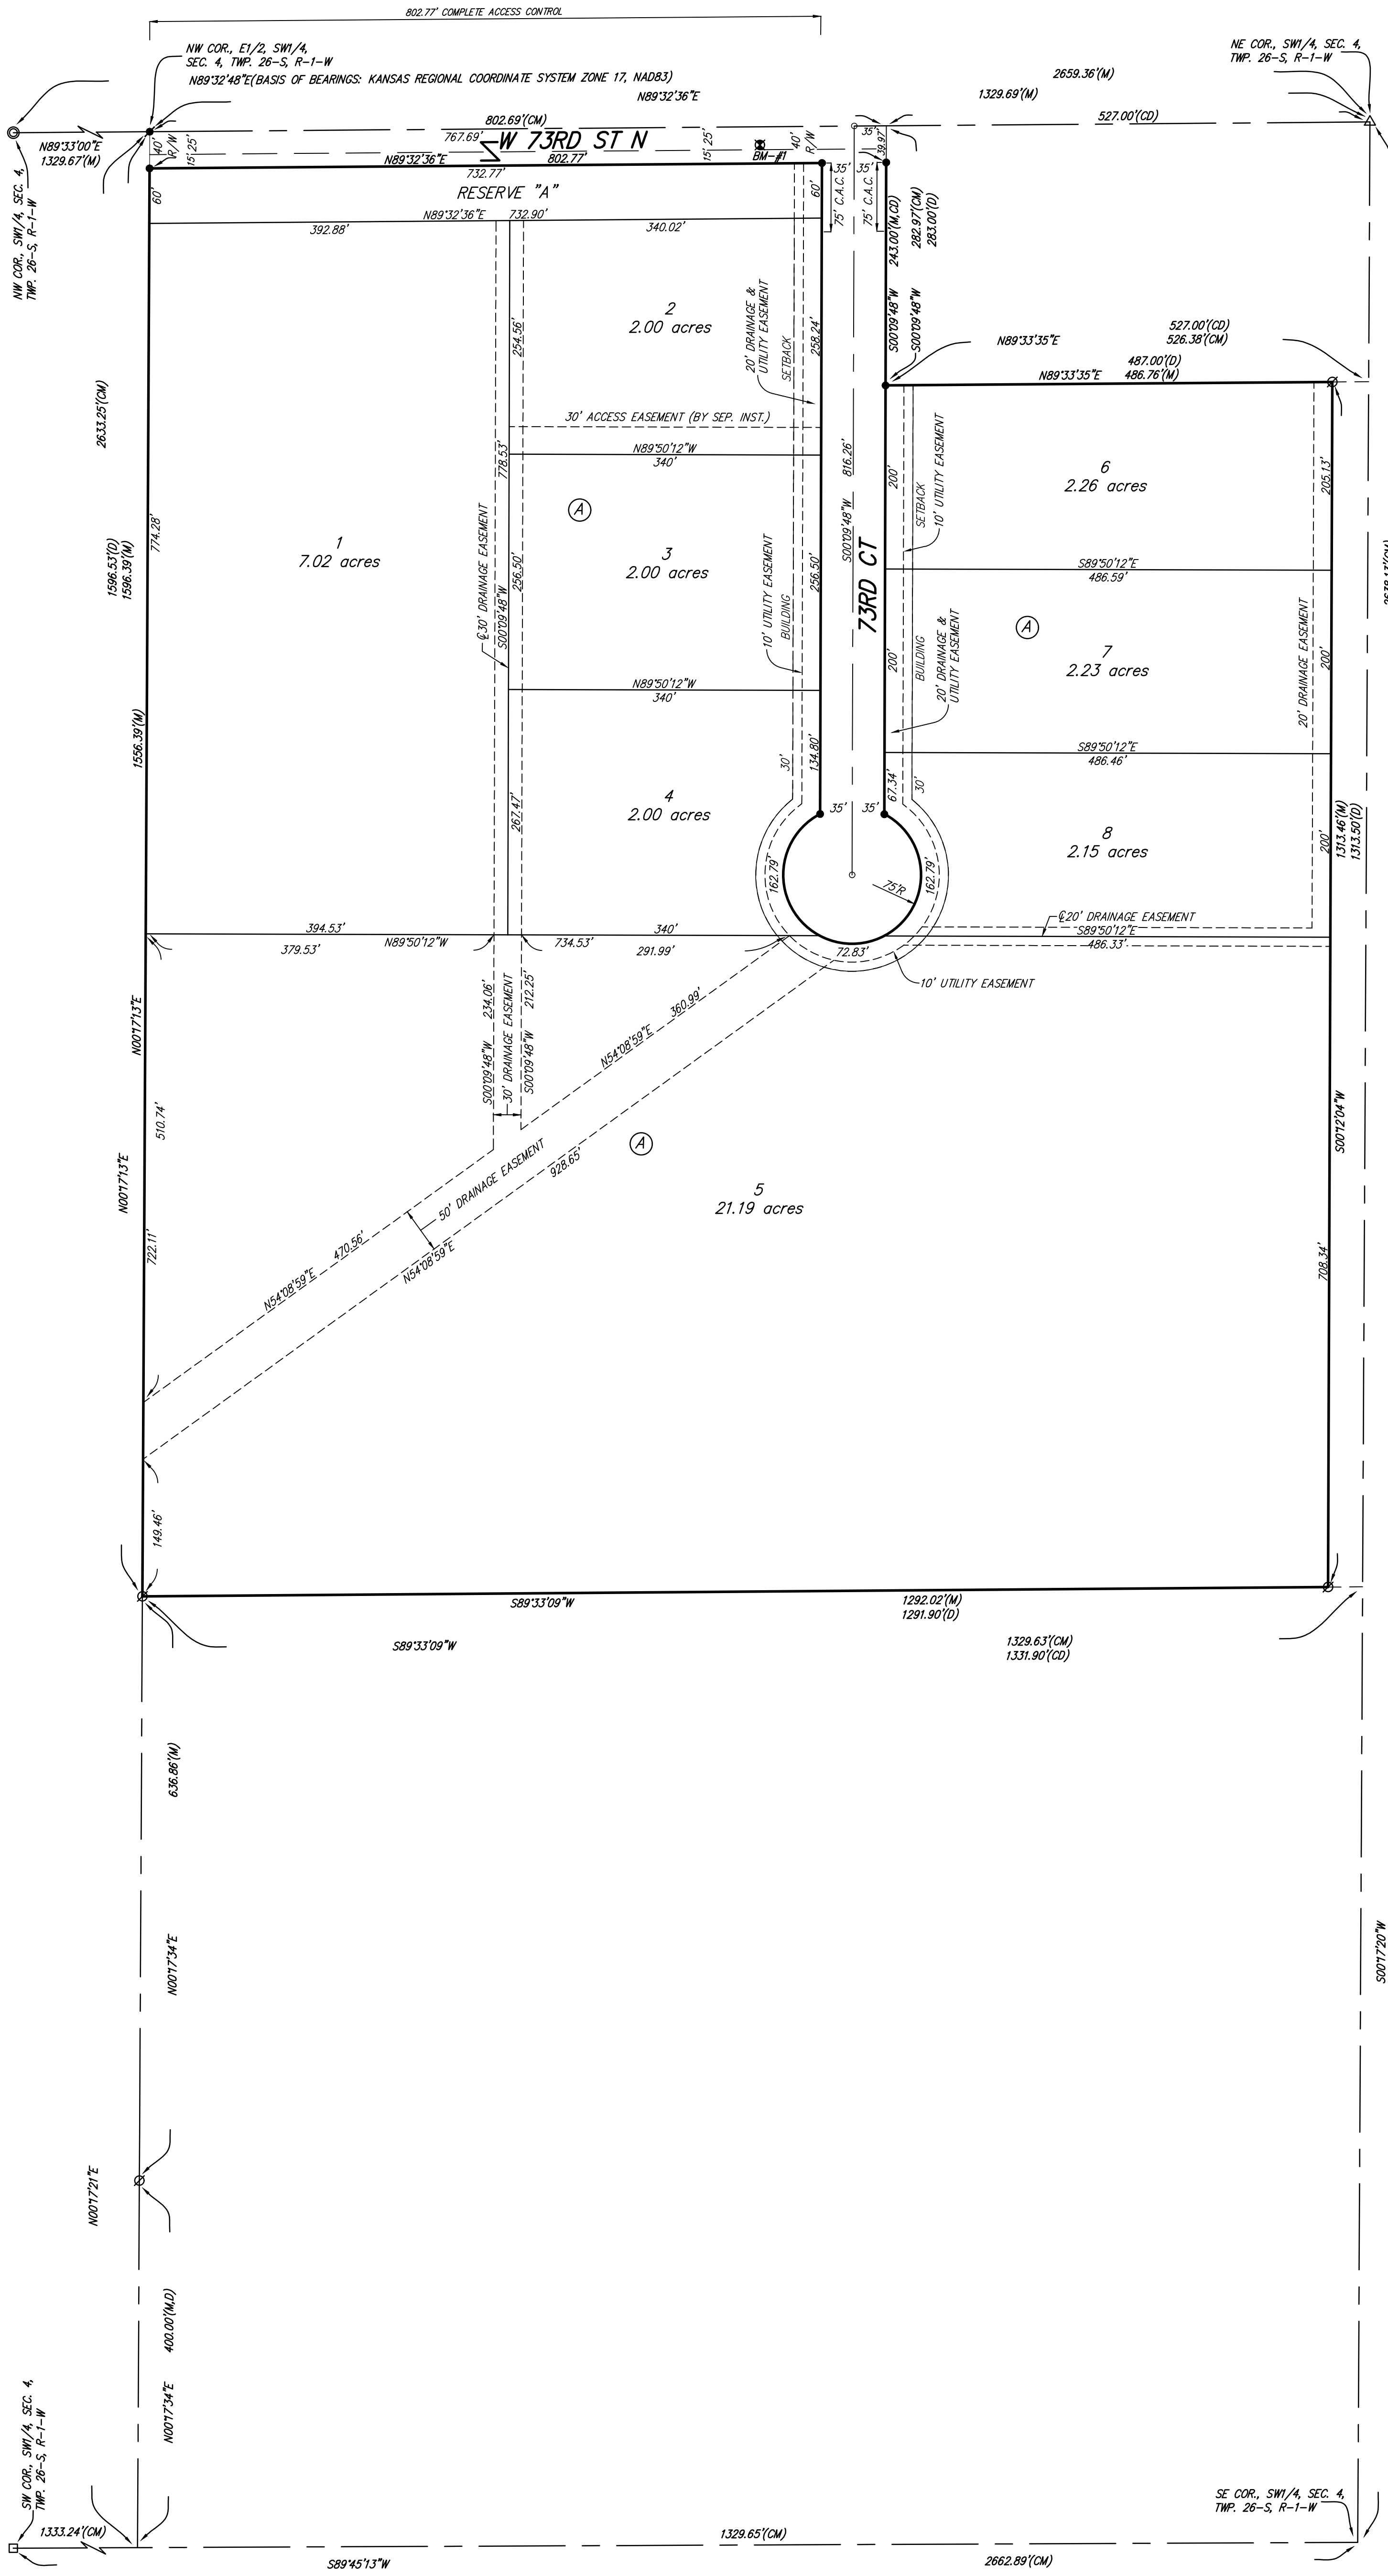 802.77' COMPLETE ACCESS CONTROL
NW COR., E1/2, SW1/4,
SEC. 4, TWP. 26-S, R-1-W
NE COR., SW1/4, SEC. 4,
TWP. 26-S, R-1-W
N89°32'48"E(BASIS OF BEARINGS: KANSAS REGIONAL COORDINATE SYSTEM ZONE 17, NAD83)
2659.36'(M)
N89°32'36"E
1329.69'(M)
802.69'(CM)
527.00'(CD)
N89°33'00"E
1329.67'(M)
NW COR., SW1/4, SEC. 4,
TWP. 26-S, R-1-W
40'
R/W
15' 25'
767.69'
W 73RD ST N
15' 25'
BM-#1
40'
R/W
35'
39.97'
N89°32'36"E
802.77'
732.77'
RESERVE "A"
60'
60'
35'
35'
75' C.A.C.
75' C.A.C.
N89°32'36"E
732.90'
392.88'
340.02'
243.00'(M,CD)
282.97'(CM)
283.00'(D)
S00°09'48"W
S00°09'48"W
2
2.00 acres
254.56'
258.24'
20' DRAINAGE &
UTILITY EASEMENT
SETBACK
30' ACCESS EASEMENT (BY SEP. INST.)
N89°50'12"W
340'
778.53'
527.00'(CD)
526.38'(CM)
N89°33'35"E
487.00'(D)
N89°33'35"E
486.76'(M)
2633.25'(CM)
774.28'
1596.53'(D)
1596.39'(M)
1
7.02 acres
℄30' DRAINAGE EASEMENT
S00°09'48"W
256.50'
A
3
2.00 acres
256.50'
10' UTILITY EASEMENT
BUILDING
816.26'
S00°09'48"W
73RD CT
200'
SETBACK
10' UTILITY EASEMENT
6
2.26 acres
205.13'
S89°50'12"E
486.59'
A
7
2.23 acres
200'
200'
BUILDING
20' DRAINAGE &
UTILITY EASEMENT
20' DRAINAGE EASEMENT
N89°50'12"W
340'
1556.39'(M)
30'
134.80'
4
2.00 acres
267.47'
35'
35'
67.34'
30'
S89°50'12"E
486.46'
8
2.15 acres
200'
1313.46'(M)
1313.50'(D)
162.79'
162.79'
75'R
℄20' DRAINAGE EASEMENT
S89°50'12"E
486.33'
394.53'
340'
379.53'
N89°50'12"W
734.53'
291.99'
72.83'
10' UTILITY EASEMENT
234.06'
S00°09'48"W
30' DRAINAGE EASEMENT
212.25'
S00°09'48"W
360.99'
N54°08'59"E
N00°17'13"E
510.74'
N00°17'13"E
722.11'
50' DRAINAGE EASEMENT
928.65'
N54°08'59"E
470.56'
N54°08'59"E
A
5
21.19 acres
S00°12'04"W
708.34'
149.46'
S89°33'09"W
1292.02'(M)
1291.90'(D)
S89°33'09"W
1329.63'(CM)
1331.90'(CD)
636.86'(M)
N00°17'34"E
S00°17'20"W
N00°17'21"E
400.00'(M,D)
N00°17'34"E
SW COR., SW1/4, SEC. 4,
TWP. 26-S, R-1-W
SE COR., SW1/4, SEC. 4,
TWP. 26-S, R-1-W
1333.24'(CM)
1329.65'(CM)
S89°45'13"W
2662.89'(CM)